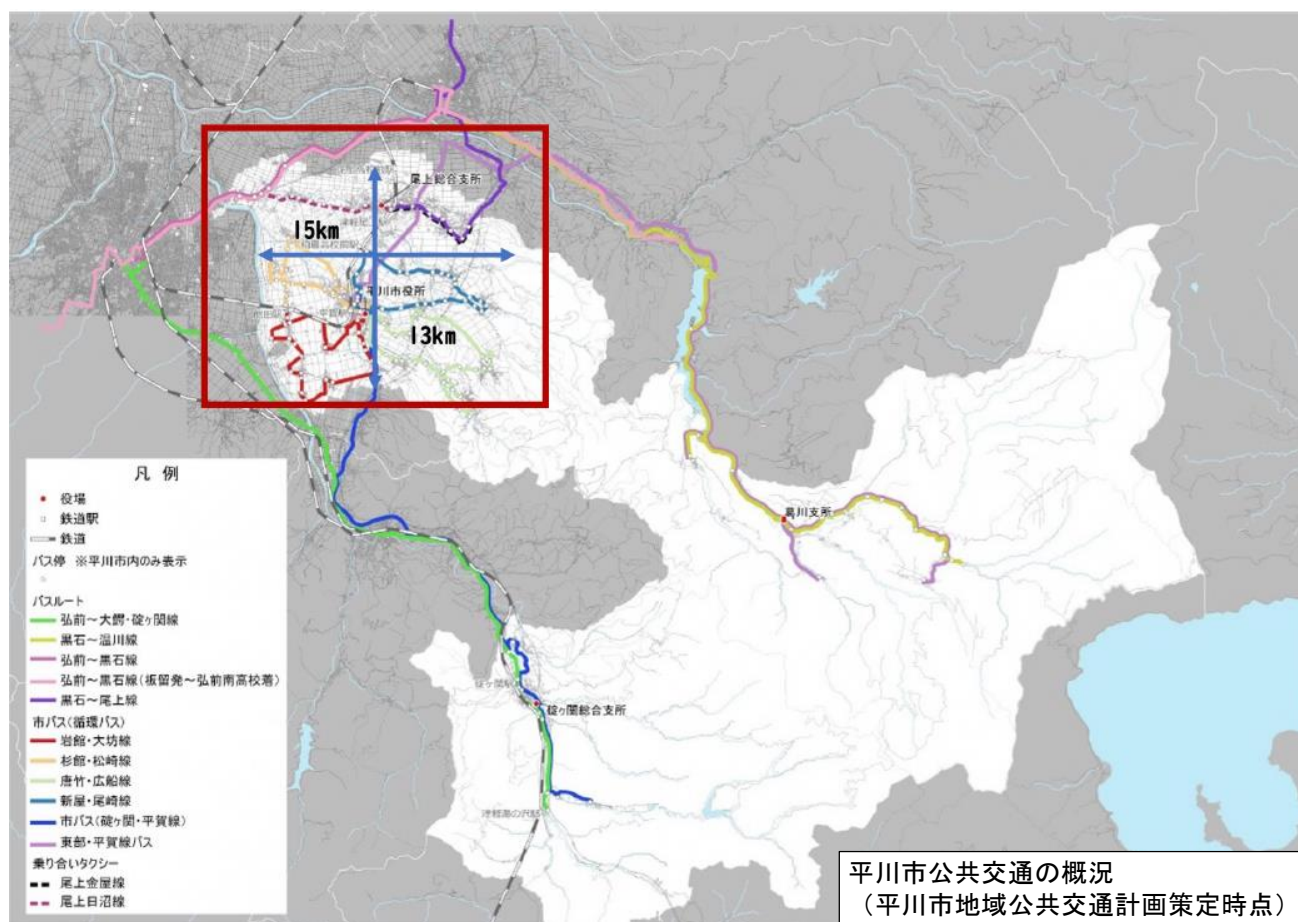 尾上総合支所
15km
平川市役所
13km
葛川支所
碇ヶ関総合支所
津軽湯の沢駅
凡 例
役場
鉄道駅
鉄道
バス停 ※平川市内のみ表示
バスルート
弘前～大鰐・碇ヶ関線
黒石～温川線
弘前～黒石線
弘前～黒石線(板留発～弘前南高校着)
黒石～尾上線
市バス(循環バス)
岩館・大坊線
杉館・松崎線
唐竹・広船線
新屋・尾崎線
市バス(碇ヶ関・平賀線)
東部・平賀線バス
乗り合いタクシー
尾上金屋線
尾上日沼線
平川市公共交通の概況
（平川市地域公共交通計画策定時点）